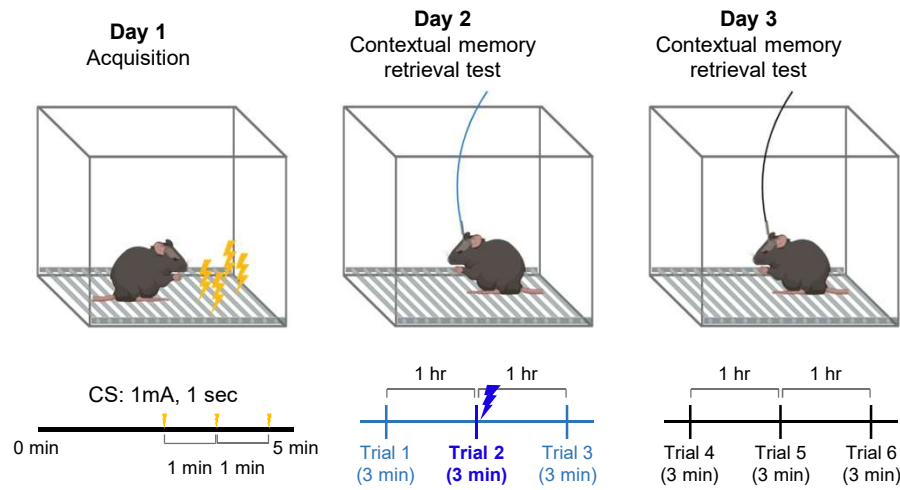 Day 1
Acquisition
Day 2
Contextual memory
retrieval test
Day 3
Contextual memory
retrieval test
CS: 1mA, 1 sec
0 min
5 min
1 min 1 min
1 hr
1 hr
Trial 1
(3 min)
Trial 2
(3 min)
Trial 3
(3 min)
1 hr
1 hr
Trial 4
(3 min)
Trial 5
(3 min)
Trial 6
(3 min)